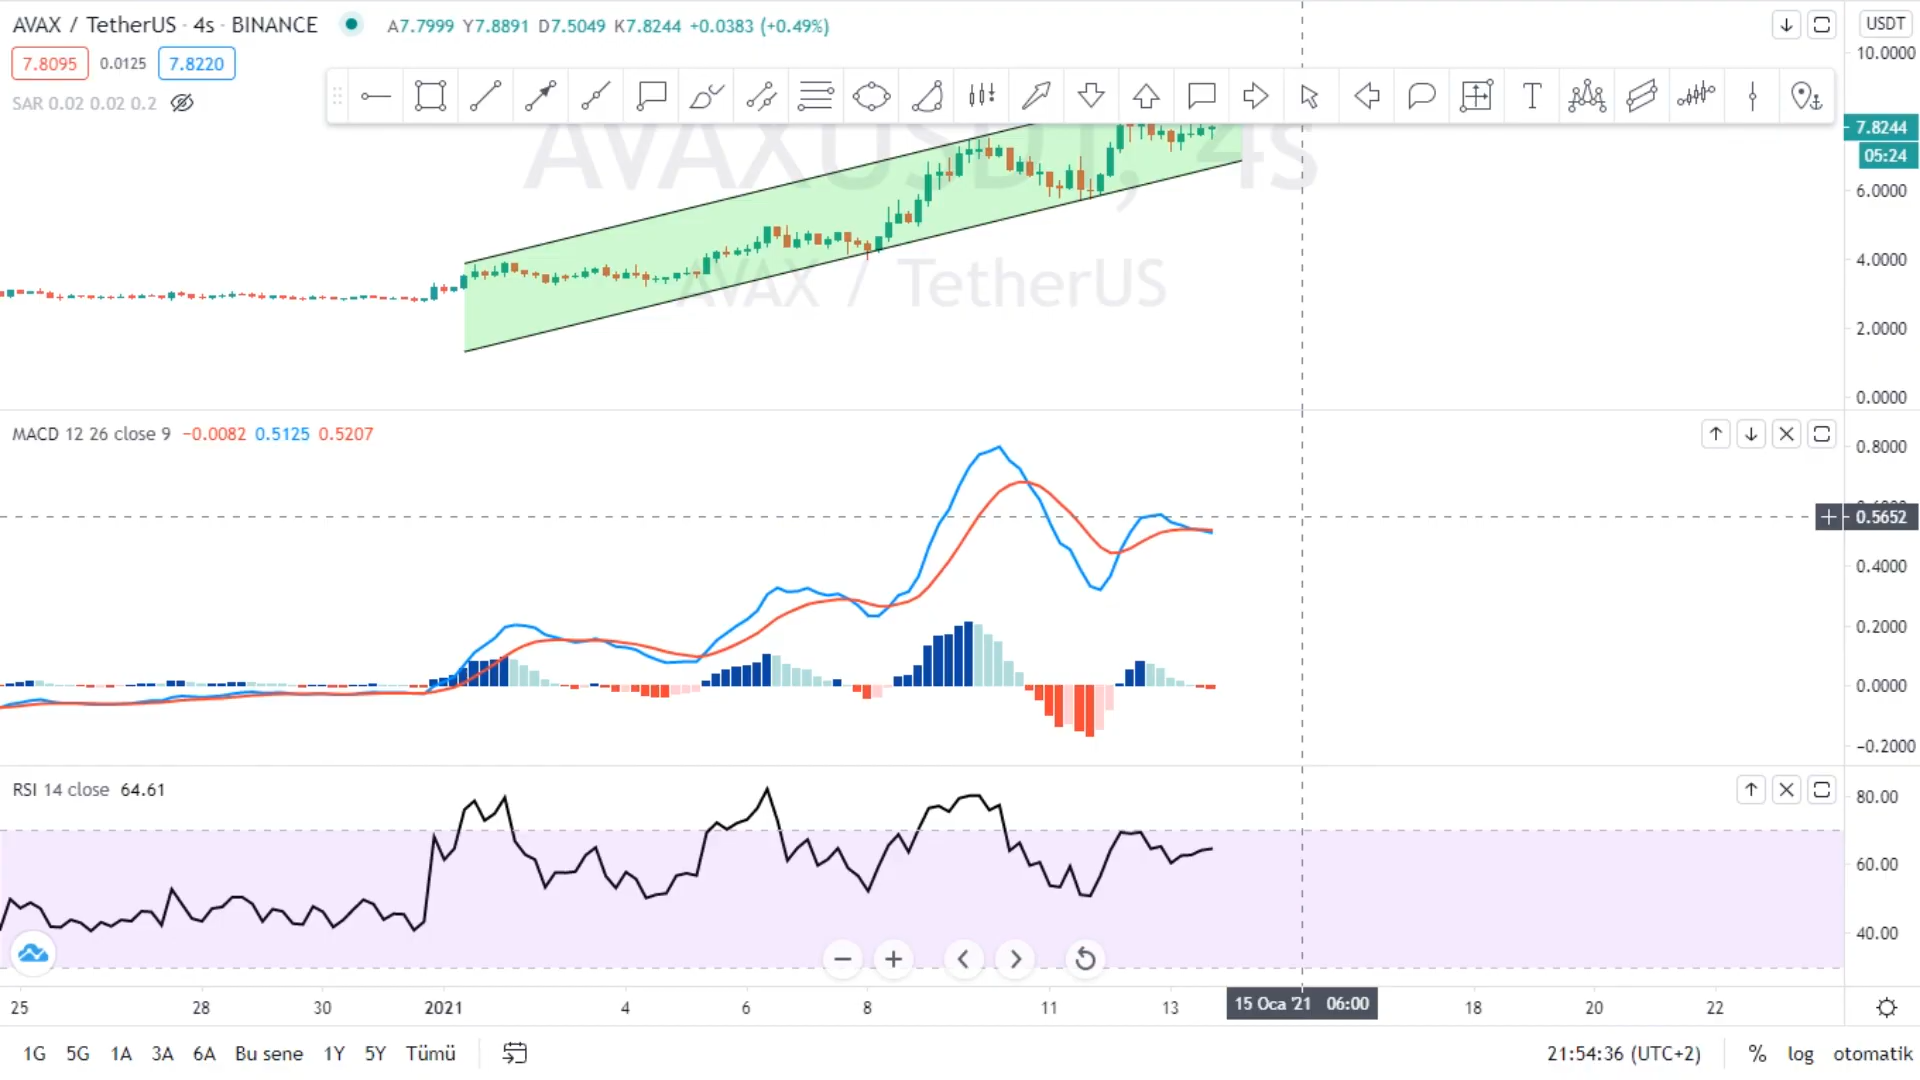 AVAX / TetherUS · 4s · BINANCE A7.7999 Y7.8891 D7.5049 K7.8244 +0.0383 (+0.49%)
USDT
7.8095 0.0125 7.8220
SAR 0.02 0.02 0.2
10.0000
T
AVAXUSDT, 4s
AVAX / TetherUS
7.8244
05:24
6.0000
4.0000
2.0000
0.0000
MACD 12 26 close 9 −0.0082 0.5125 0.5207
0.8000
0.5652
0.4000
0.2000
0.0000
−0.2000
RSI 14 close 64.61
80.00
60.00
40.00
25 28 30 2021 4 6 8 11 13 15 Oca '21 06:00 18 20 22
1G 5G 1A 3A 6A Bu sene 1Y 5Y Tümü 21:54:36 (UTC+2) % log otomatik